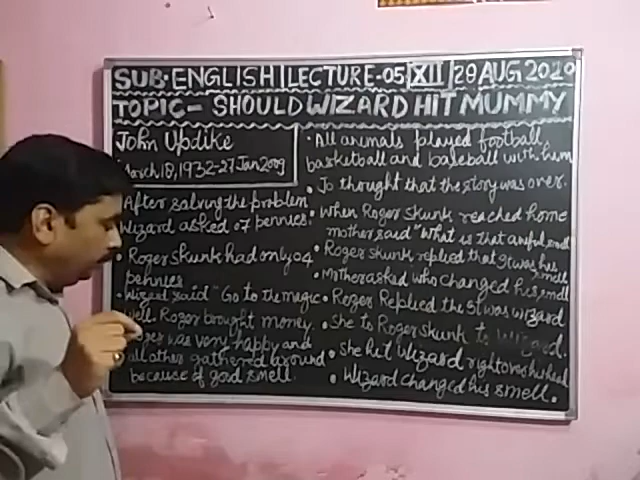 SUB. ENGLISH | LECTURE-05 | XII | 28 AUG 2020
TOPIC - SHOULD WIZARD HIT MUMMY
John Updike
March 18, 1932-27 Jan 2009
After solving the problem
Wizard asked 07 pennies.
• Roger skunk had only 04
pennies
• Wizard said "Go to the magic
well. Roger brought money.
was very happy and
all other gathered around
because of good smell.
• All animals played football,
basketball and baseball with him
• Jo thought that the story was over.
• When Roger skunk reached home
mother said "What is that awful smell
• Roger skunk replied that It was his smell
• Mother asked who changed his smell
• Roger Replied the It was wizard
• She to Roger skunk to Wizard.
• She hit Wizard right over his head
• Wizard changed his smell.